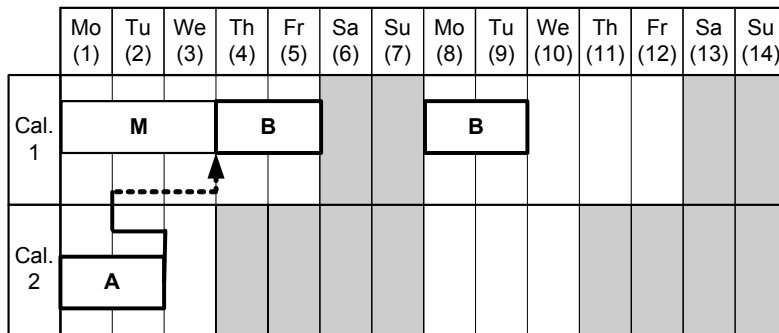 Mo Tu We Th Fr Sa Su Mo Tu We Th Fr Sa Su
(1) (2) (3) (4) (5) (6) (7) (8) (9) (10) (11) (12) (13) (14)
Cal. 1
M B B
Cal. 2
A